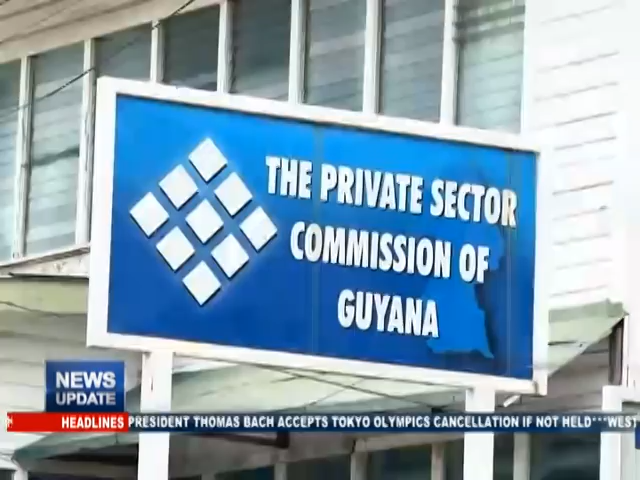 THE PRIVATE SECTOR
COMMISSION OF
GUYANA
NEWS
UPDATE
HEADLINES PRESIDENT THOMAS BACH ACCEPTS TOKYO OLYMPICS CANCELLATION IF NOT HELD***WEST